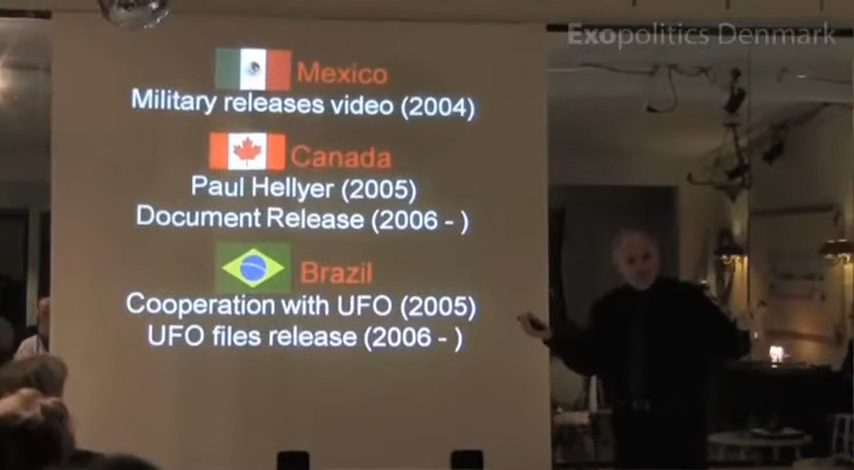 Exopolitics Denmark
Mexico
Military releases video (2004)
Canada
Paul Hellyer (2005)
Document Release (2006 - )
Brazil
Cooperation with UFO (2005)
UFO files release (2006 - )